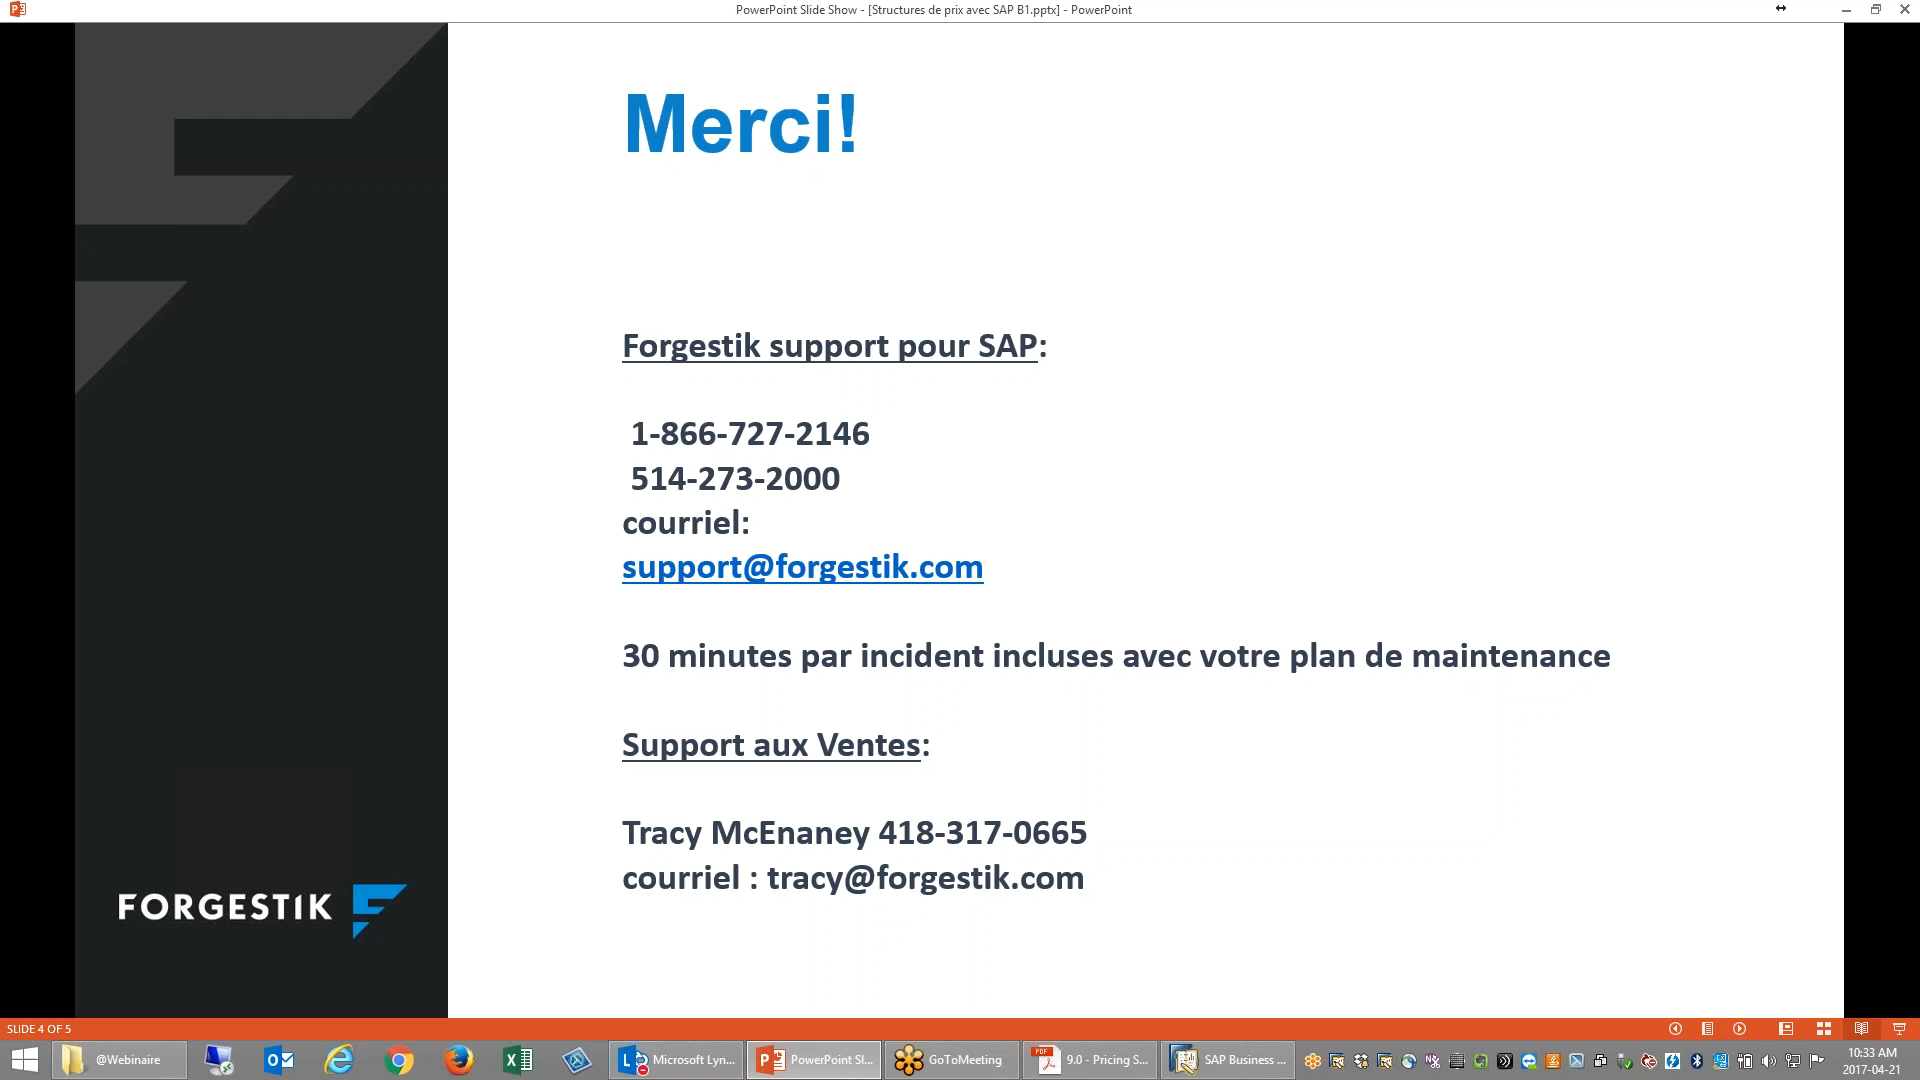 PowerPoint Slide Show - [Structures de prix avec SAP B1.pptx] - PowerPoint
Merci!
Forgestik support pour SAP:
1-866-727-2146
514-273-2000
courriel:
support@forgestik.com
30 minutes par incident incluses avec votre plan de maintenance
Support aux Ventes:
Tracy McEnaney 418-317-0665
courriel : tracy@forgestik.com
FORGESTIK
SLIDE 4 OF 5
@Webinaire
Microsoft Lyn...
PowerPoint Sl...
GoToMeeting
9.0 - Pricing S...
SAP Business ...
10:33 AM
2017-04-21